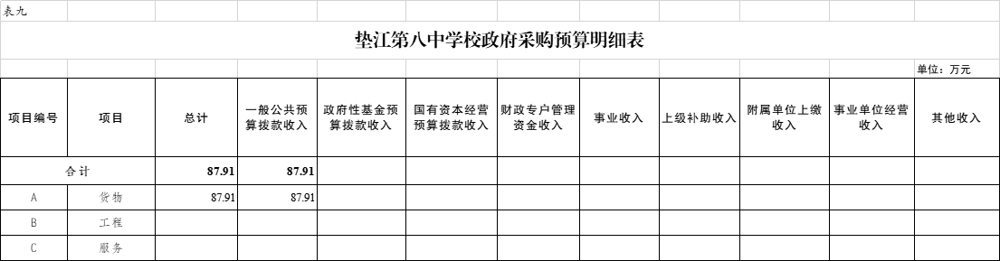 表九
垫江第八中学校政府采购预算明细表
单位：万元
项目编号 项目 总计 一般公共预算拨款收入 政府性基金预算拨款收入 国有资本经营预算拨款收入 财政专户管理资金收入 事业收入 上级补助收入 附属单位上缴收入 事业单位经营收入 其他收入
合计 87.91 87.91
A 货物 87.91 87.91
B 工程
C 服务